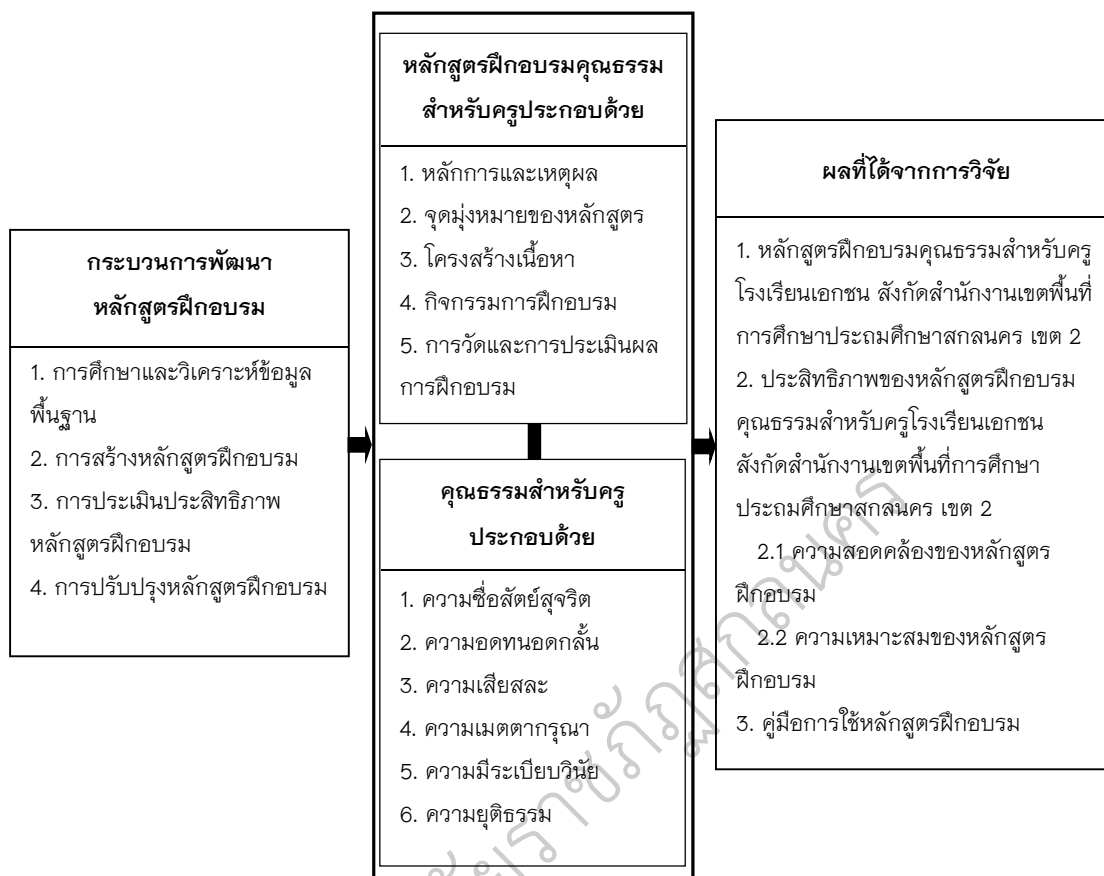 กระบวนการพัฒนา
หลักสูตรฝึกอบรม
1. การศึกษาและวิเคราะห์ข้อมูล
พื้นฐาน
2. การสร้างหลักสูตรฝึกอบรม
3. การประเมินประสิทธิภาพ
หลักสูตรฝึกอบรม
4. การปรับปรุงหลักสูตรฝึกอบรม
หลักสูตรฝึกอบรมคุณธรรม
สำหรับครูประกอบด้วย
1. หลักการและเหตุผล
2. จุดมุ่งหมายของหลักสูตร
3. โครงสร้างเนื้อหา
4. กิจกรรมการฝึกอบรม
5. การวัดและการประเมินผล
การฝึกอบรม
คุณธรรมสำหรับครู
ประกอบด้วย
1. ความซื่อสัตย์สุจริต
2. ความอดทนอดกลั้น
3. ความเสียสละ
4. ความเมตตากรุณา
5. ความมีระเบียบวินัย
6. ความยุติธรรม
ผลที่ได้จากการวิจัย
1. หลักสูตรฝึกอบรมคุณธรรมสำหรับครู
โรงเรียนเอกชน สังกัดสำนักงานเขตพื้นที่
การศึกษาประถมศึกษาสกลนคร เขต 2
2. ประสิทธิภาพของหลักสูตรฝึกอบรม
คุณธรรมสำหรับครูโรงเรียนเอกชน
สังกัดสำนักงานเขตพื้นที่การศึกษา
ประถมศึกษาสกลนคร เขต 2
2.1 ความสอดคล้องของหลักสูตร
ฝึกอบรม
2.2 ความเหมาะสมของหลักสูตร
ฝึกอบรม
3. คู่มือการใช้หลักสูตรฝึกอบรม
ราชภัฏสกลนคร